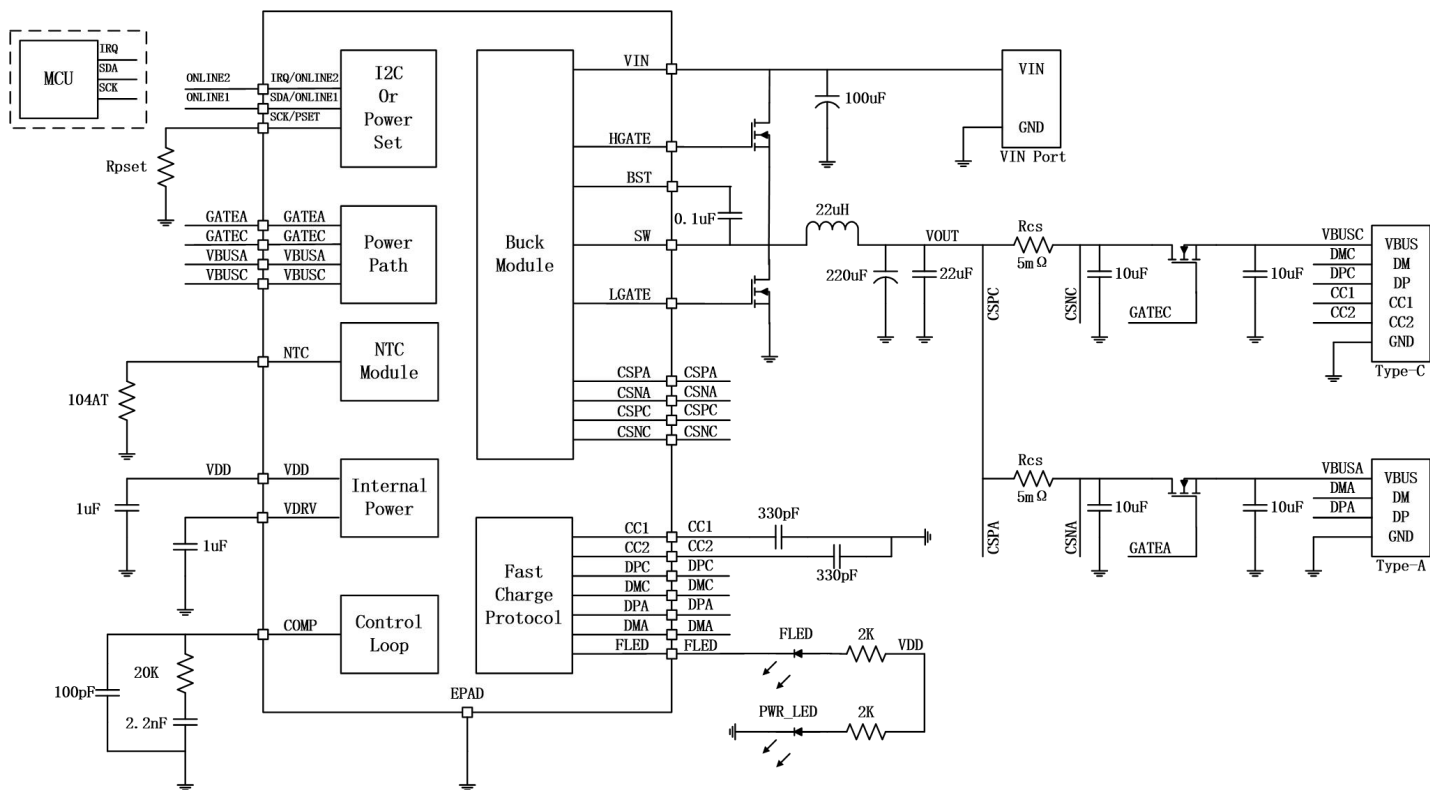 MCU
IRQ
SDA
SCK
ONLINE2
IRQ/ONLINE2
ONLINE1
SDA/ONLINE1
SCK/PSET
I2C
Or
Power
Set
Rpset
GATEA
GATEA
GATEC
GATEC
VBUSA
VBUSA
VBUSC
VBUSC
Power
Path
NTC
NTC
Module
104AT
VDD
VDD
VDRV
1uF
1uF
Internal
Power
COMP
Control
Loop
20K
100pF
2.2nF
EPAD
Buck
Module
VIN
HGATE
BST
SW
LGATE
CSPA
CSPA
CSNA
CSNA
CSPC
CSPC
CSNC
CSNC
Fast
Charge
Protocol
CC1
CC1
CC2
CC2
DPC
DPC
DMC
DMC
DPA
DPA
DMA
DMA
FLED
FLED
330pF
330pF
FLED
2K
VDD
PWR_LED
2K
100uF
VIN
GND
VIN Port
0.1uF
22uH
VOUT
220uF
22uF
Rcs
5mΩ
CSPC
CSNC
10uF
GATEC
10uF
VBUSC
DMC
DPC
CC1
CC2
VBUS
DM
DP
CC1
CC2
GND
Type-C
Rcs
5mΩ
CSPA
CSNA
10uF
GATEA
10uF
VBUSA
DMA
DPA
VBUS
DM
DP
GND
Type-A